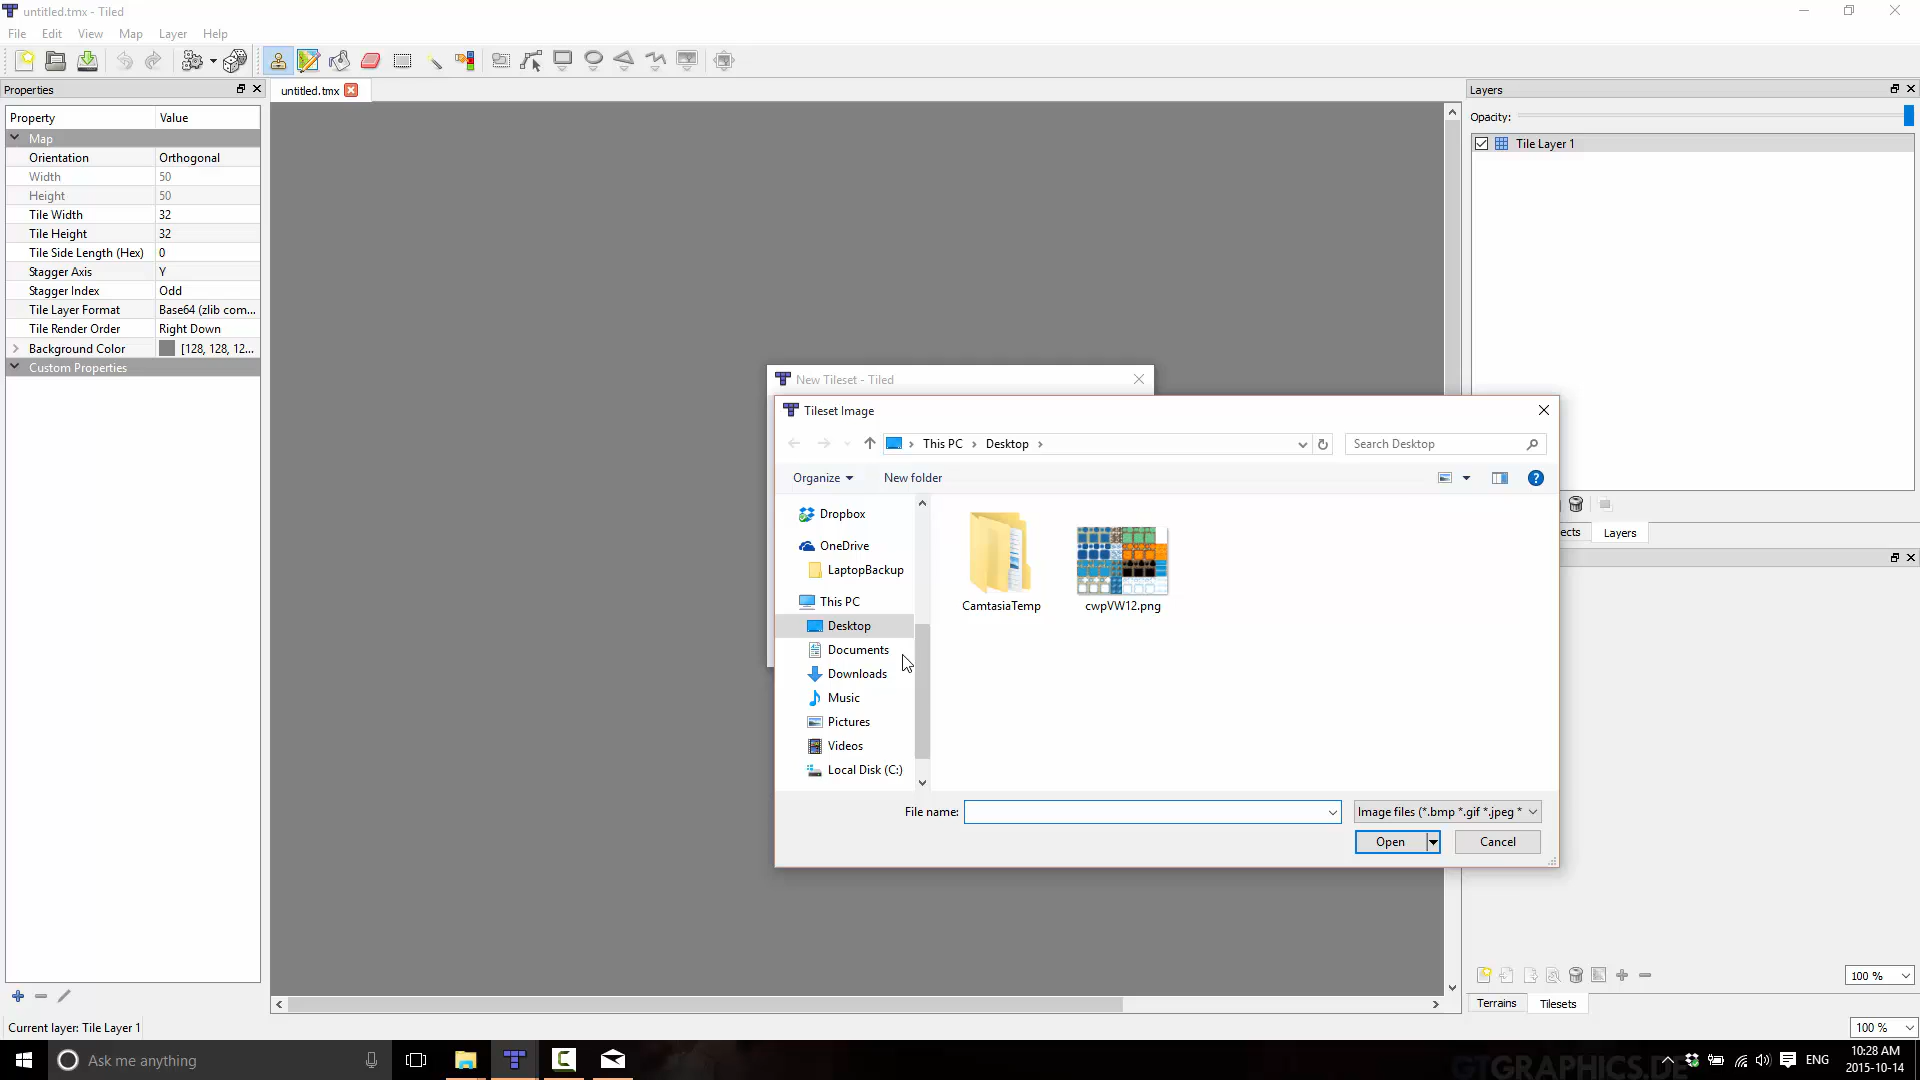 untitled.tmx - Tiled
File Edit View Map Layer Help
Properties
untitled.tmx
Layers
Property Value
Opacity:
Map
Tile Layer 1
Orientation Orthogonal
Width 50
Height 50
Tile Width 32
Tile Height 32
Tile Side Length (Hex) 0
Stagger Axis Y
Stagger Index Odd
Tile Layer Format Base64 (zlib com...
Tile Render Order Right Down
Background Color [128, 128, 12...
Custom Properties
New Tileset - Tiled
Tileset Image
This PC Desktop
Search Desktop
Organize New folder
Dropbox
OneDrive
LaptopBackup
This PC
Desktop
Documents
Downloads
Music
Pictures
Videos
Local Disk (C:)
CamtasiaTemp cwpVW12.png
ects Layers
File name: Image files (*.bmp *.gif *.jpeg *
Open Cancel
100 %
Terrains Tilesets
Current layer: Tile Layer 1
100 %
Ask me anything
ENG
10:28 AM
2015-10-14
GTGRAPHICS.DE